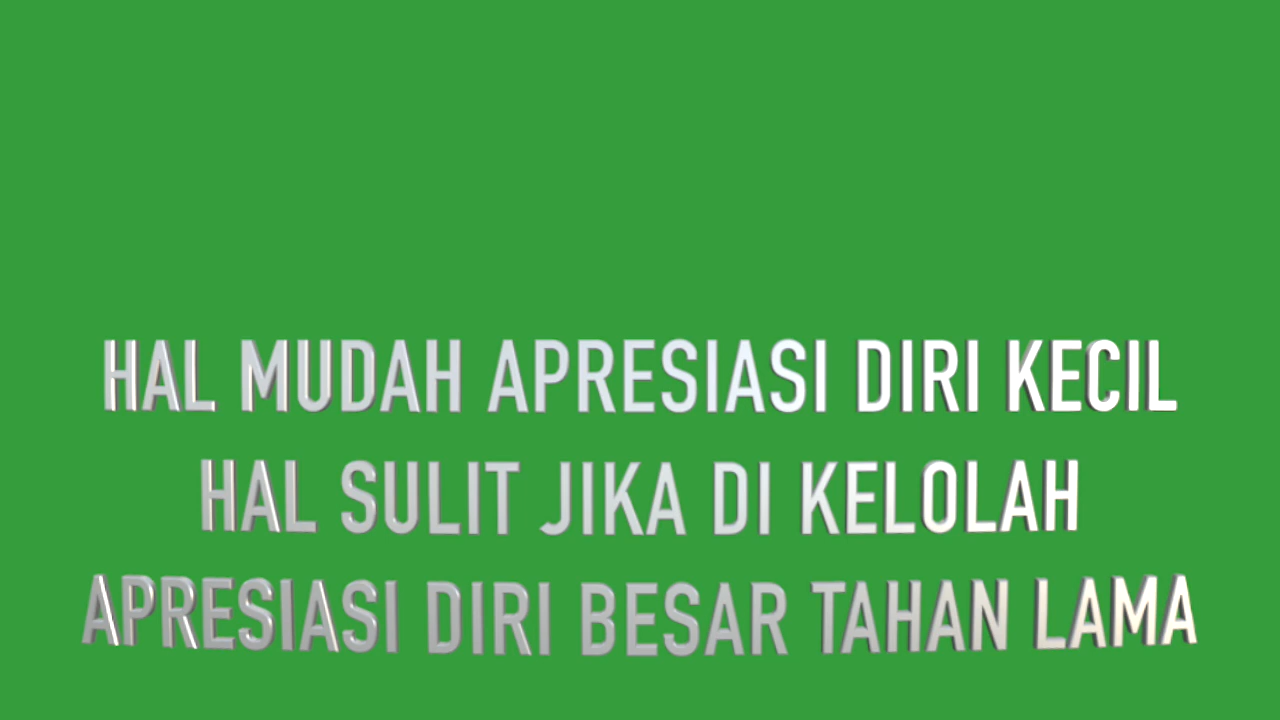 HAL MUDAH APRESIASI DIRI KECIL
HAL SULIT JIKA DI KELOLAH
APRESIASI DIRI BESAR TAHAN LAMA